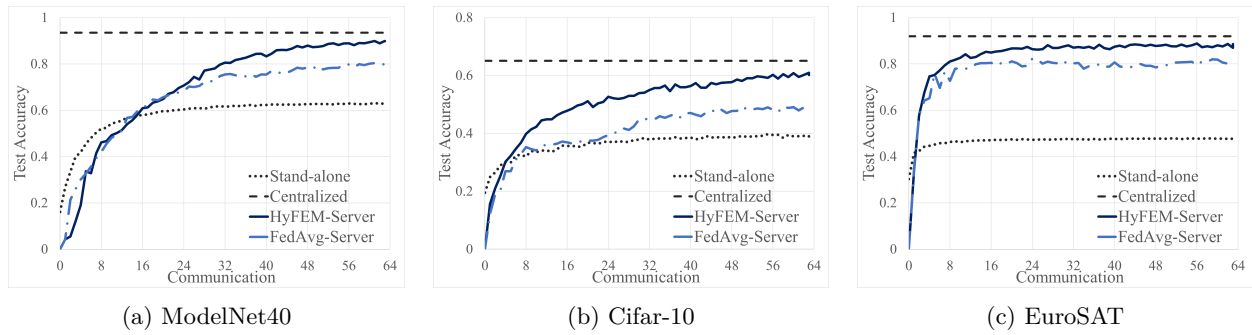 1
0.8
0.6
0.4
0.2
0
Test Accuracy
Stand-alone
Centralized
HyFEM-Server
FedAvg-Server
0 8 16 24 32 40 48 56 64
Communication
(a) ModelNet40
0.8
0.6
0.4
0.2
0
Test Accuracy
Stand-alone
Centralized
HyFEM-Server
FedAvg-Server
0 8 16 24 32 40 48 56 64
Communication
(b) Cifar-10
1
0.8
0.6
0.4
0.2
0
Test Accuracy
Stand-alone
Centralized
HyFEM-Server
FedAvg-Server
0 8 16 24 32 40 48 56 64
Communication
(c) EuroSAT